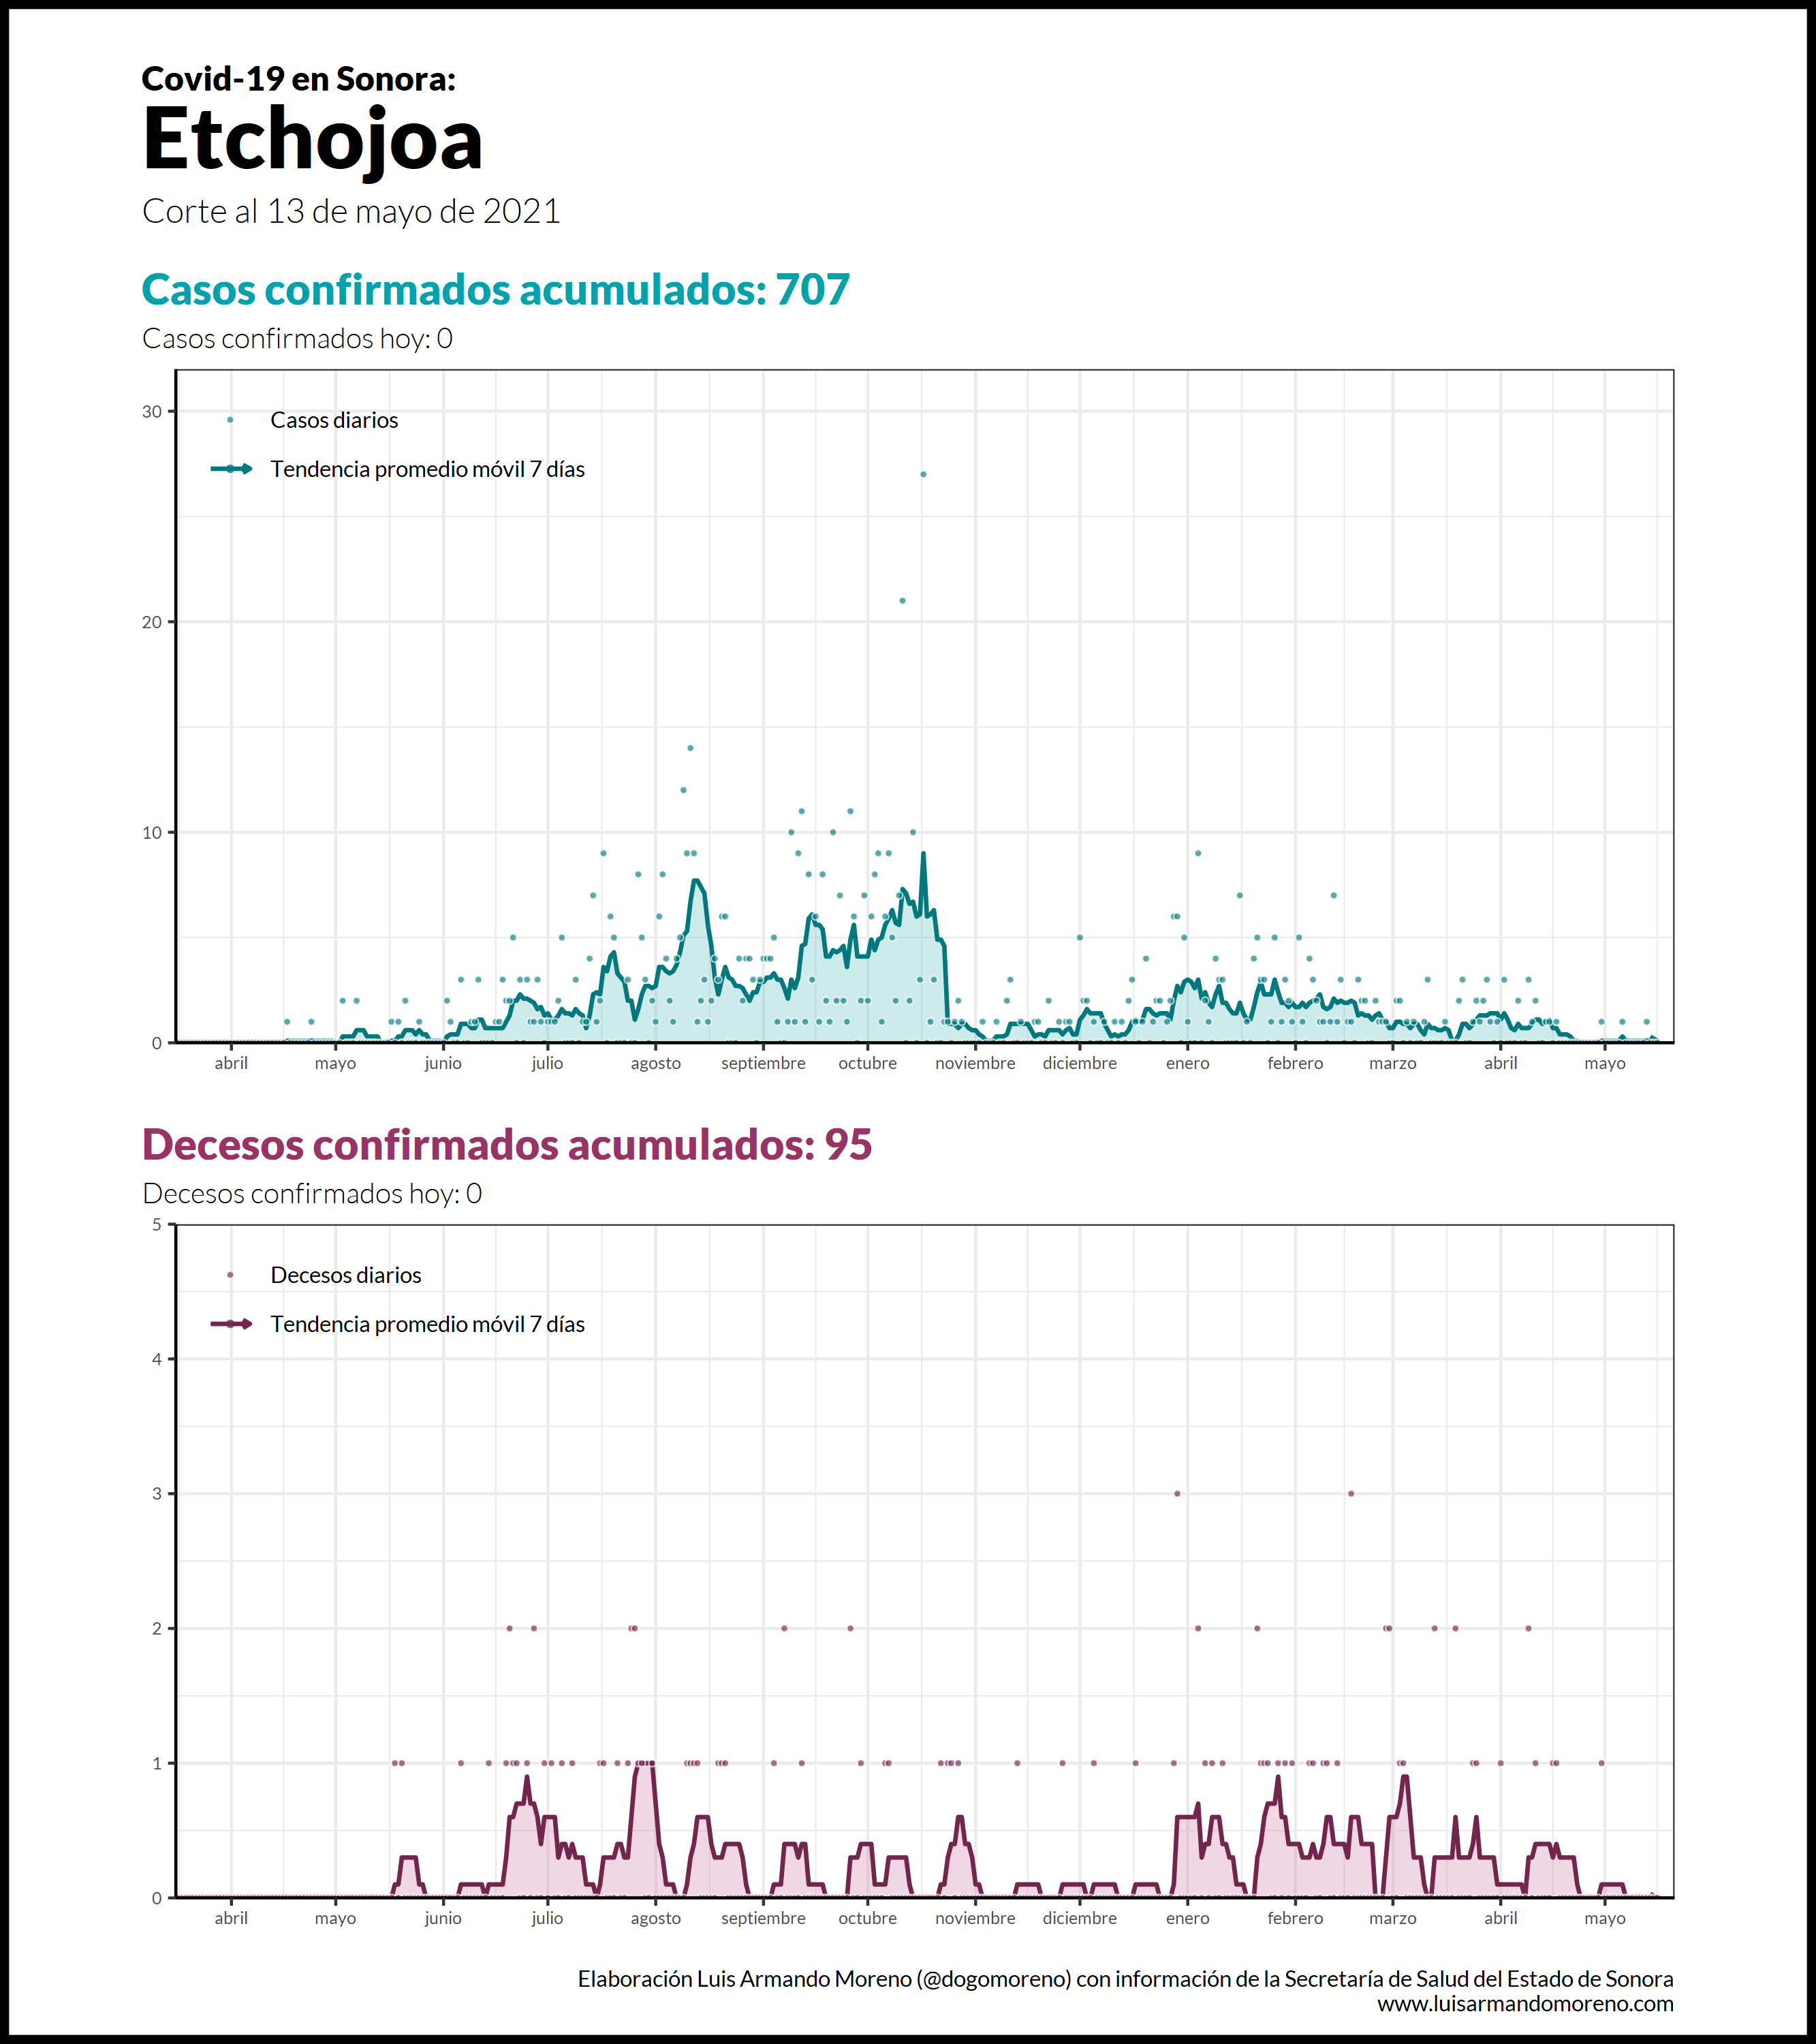 Covid-19 en Sonora:
Etchojoa
Corte al 13 de mayo de 2021
Casos confirmados acumulados: 707
Casos confirmados hoy: 0
30
20
10
0
Casos diarios
Tendencia promedio móvil 7 días
abril mayo junio julio agosto septiembre octubre noviembre diciembre enero febrero marzo abril mayo
Decesos confirmados acumulados: 95
Decesos confirmados hoy: 0
5
4
3
2
1
0
Decesos diarios
Tendencia promedio móvil 7 días
abril mayo junio julio agosto septiembre octubre noviembre diciembre enero febrero marzo abril mayo
Elaboración Luis Armando Moreno (@dogomoreno) con información de la Secretaría de Salud del Estado de Sonora
www.luisarmandomoreno.com